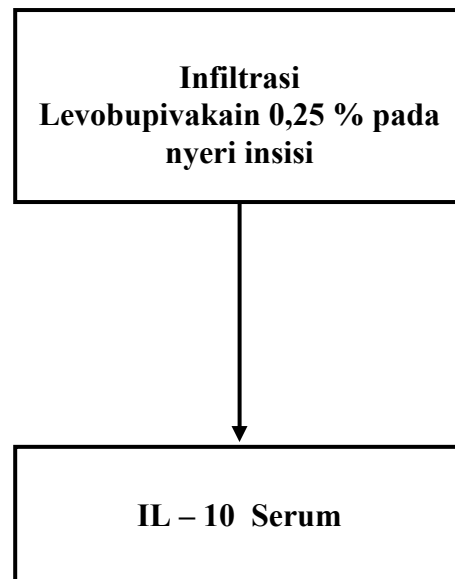 Infiltrasi
Levobupivakain 0,25 % pada
nyeri insisi
IL – 10  Serum